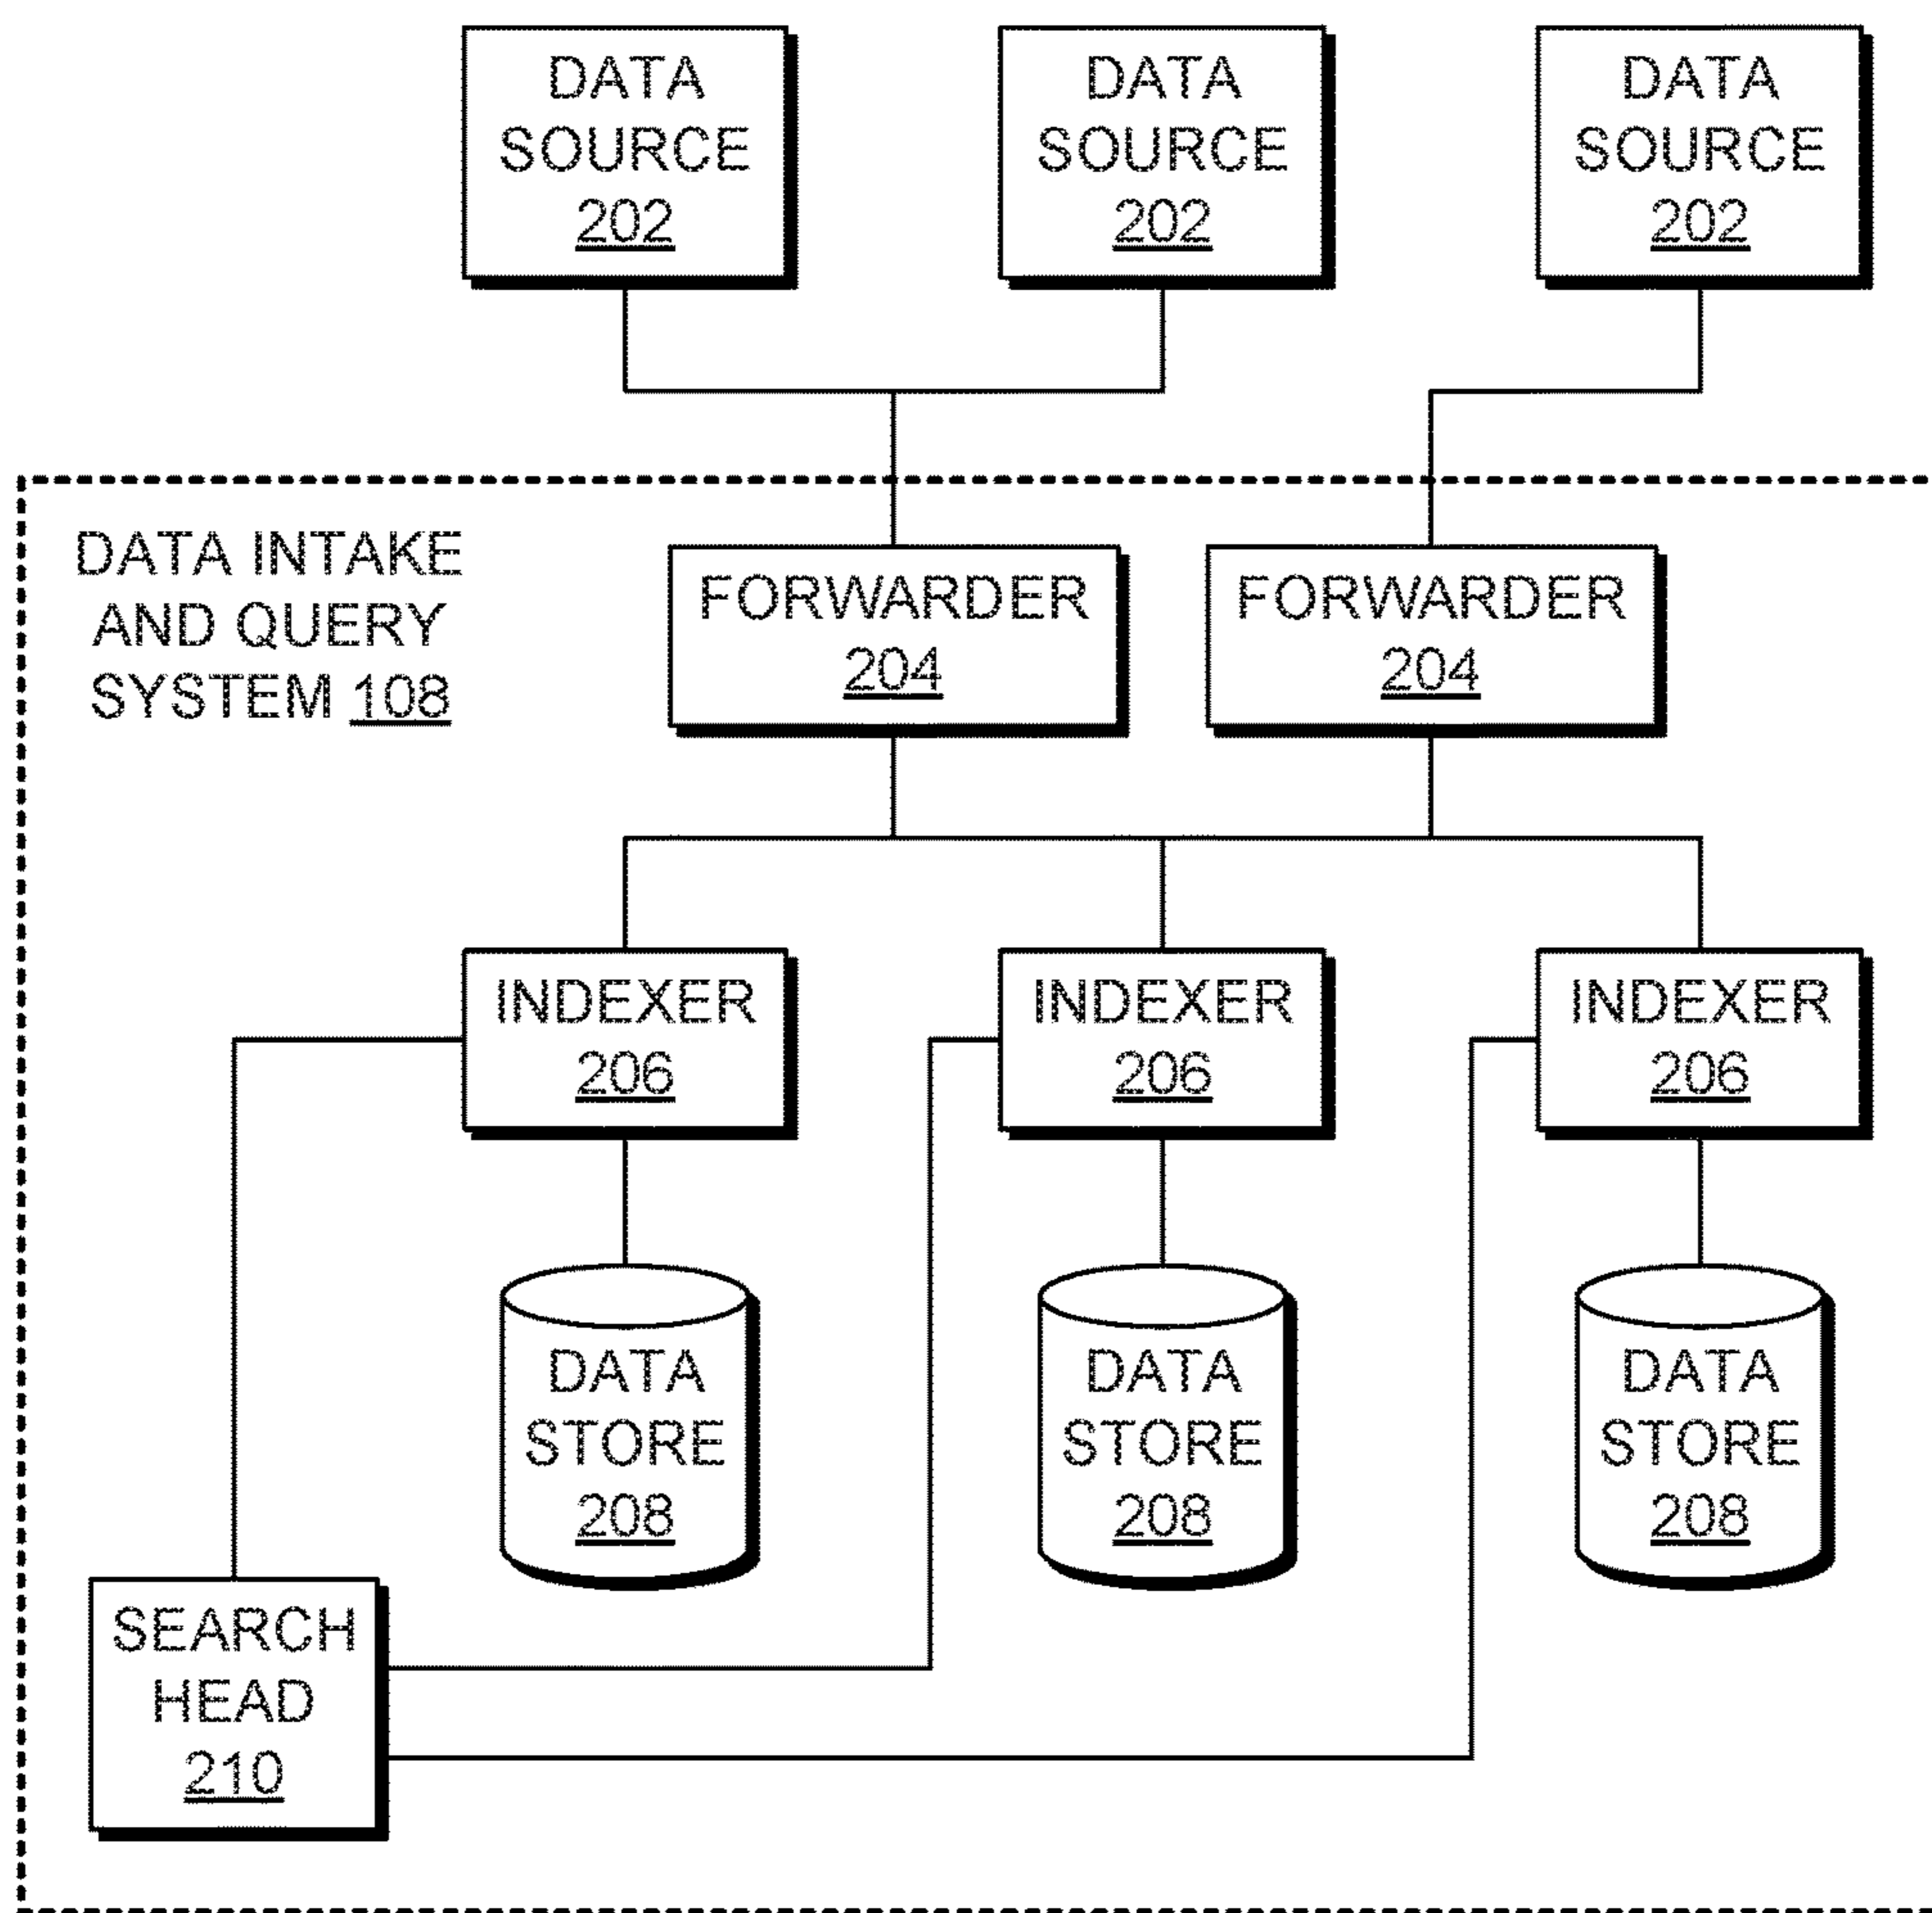 DATA
SOURCE
202
DATA
SOURCE
202
DATA
SOURCE
202
DATA INTAKE
AND QUERY
SYSTEM 108
FORWARDER
204
FORWARDER
204
INDEXER
206
INDEXER
206
INDEXER
206
DATA
STORE
208
DATA
STORE
208
DATA
STORE
208
SEARCH
HEAD
210